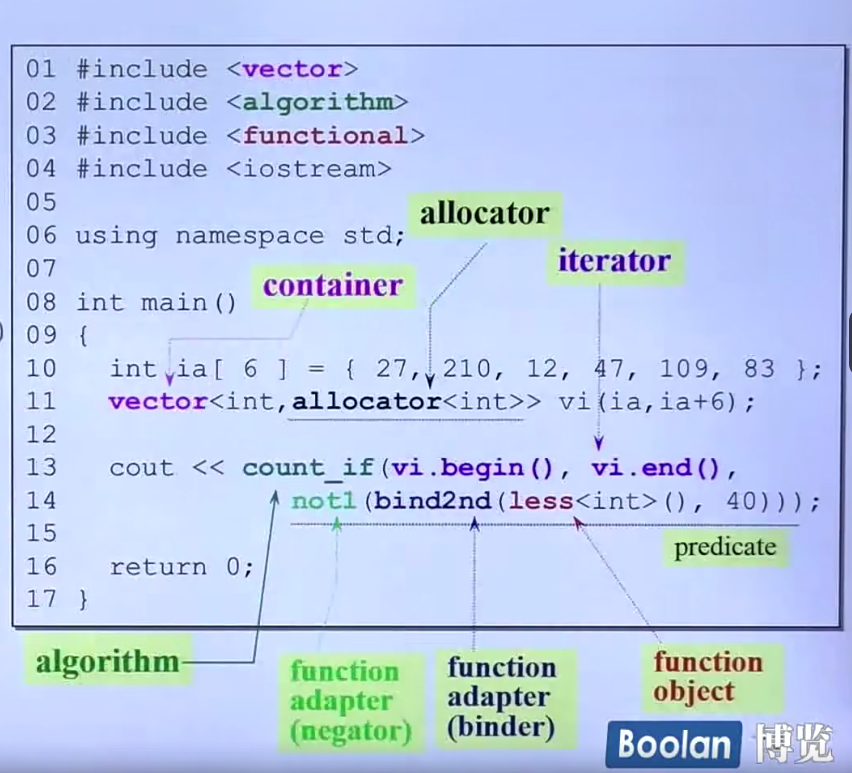 01 #include <vector>
02 #include <algorithm>
03 #include <functional>
04 #include <iostream>
05
allocator
06 using namespace std;
iterator
07
container
08 int main()
09 {
10 int ia[ 6 ] = { 27, 210, 12, 47, 109, 83 };
11 vector<int,allocator<int>> vi(ia,ia+6);
12
13 cout << count_if(vi.begin(), vi.end(),
14 not1(bind2nd(less<int>(), 40)));
15
predicate
16 return 0;
17 }
algorithm
function
adapter
(negator)
function
adapter
(binder)
function
object
Boolan 博览